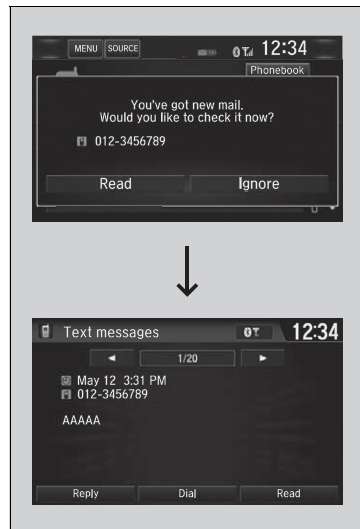 MENU SOURCE 12:34
Phonebook
You've got new mail.
Would you like to check it now?
012-3456789
Read Ignore
Text messages 12:34
1/20
May 12 3:31 PM
012-3456789
AAAAA
Reply Dial Read